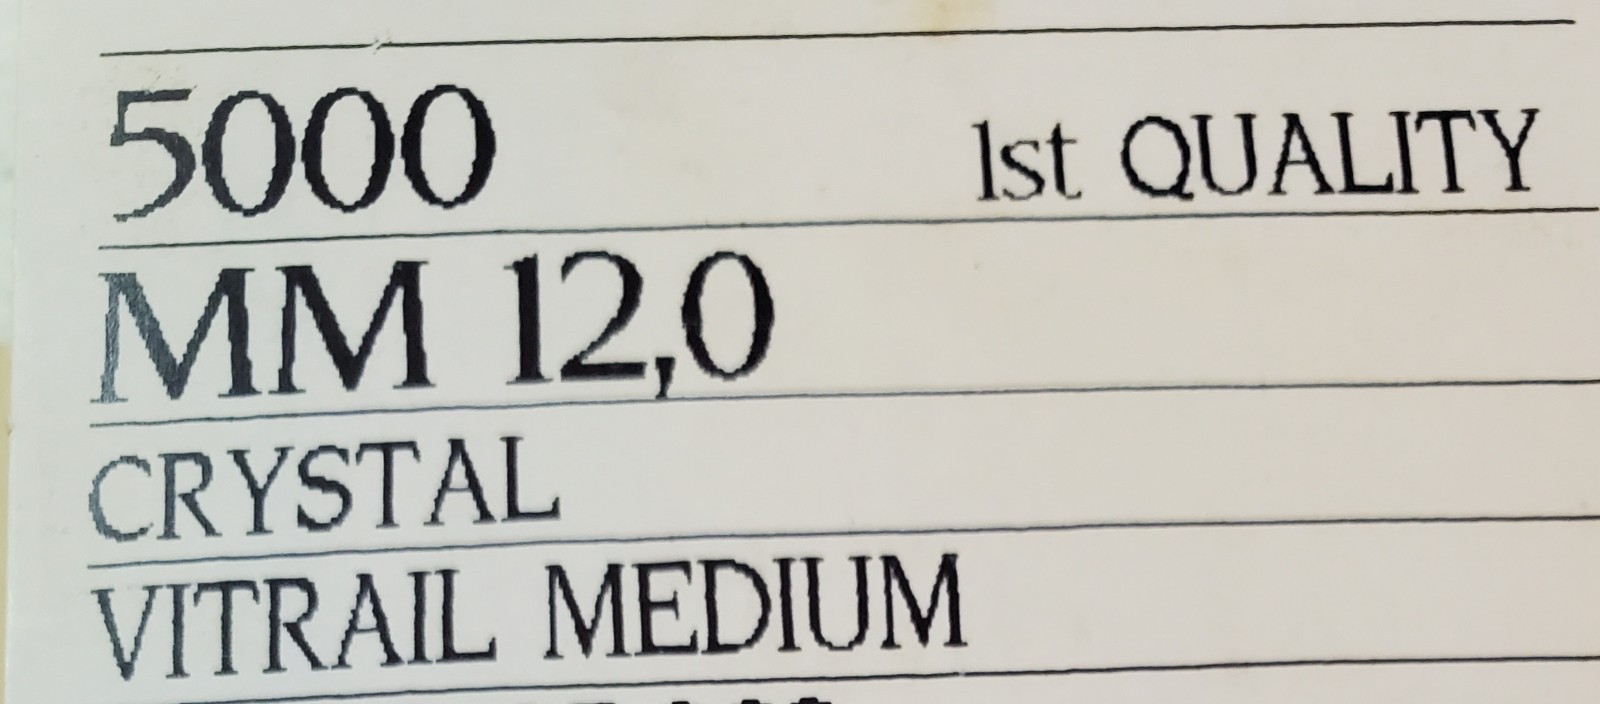 5000 1st QUALITY
MM 12,0
CRYSTAL
VITRAIL MEDIUM